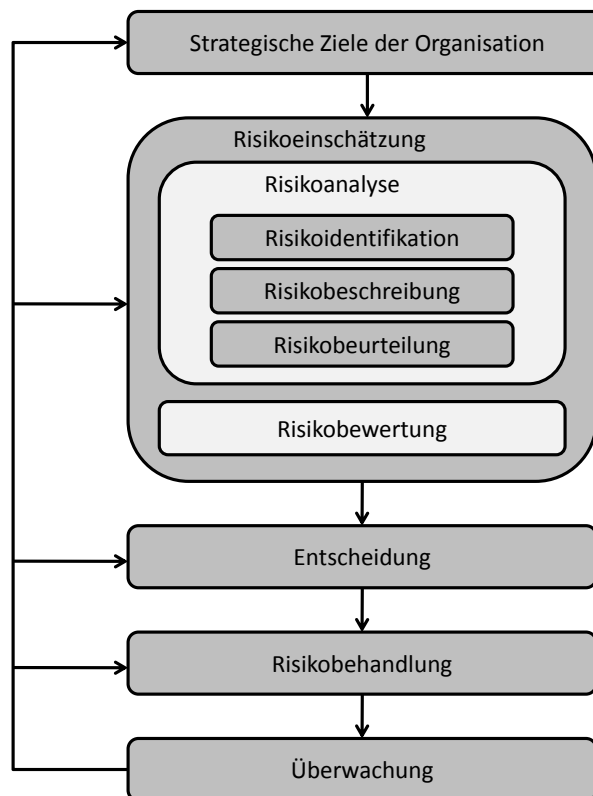 Strategische Ziele der Organisation
Risikoeinschätzung
Risikoanalyse
Risikoidentifikation
Risikobeschreibung
Risikobeurteilung
Risikobewertung
Entscheidung
Risikobehandlung
Überwachung